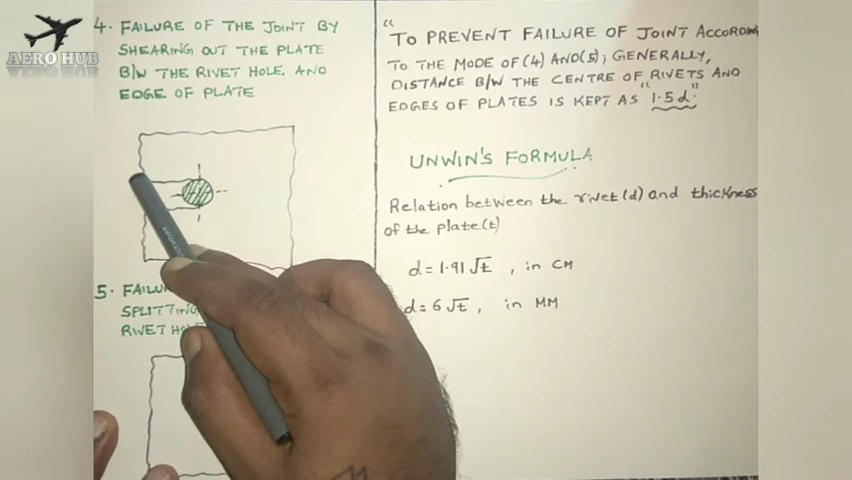 AERO HUB
4. FAILURE OF THE JOINT BY
SHEARING OUT THE PLATE
B/W THE RIVET HOLE AND
EDGE OF PLATE
5. FAILU
SPLITTING
RIVET HO
"
TO PREVENT FAILURE OF JOINT ACCORDING
TO THE MODE OF (4) AND (5); GENERALLY,
DISTANCE B/W THE CENTRE OF RIVETS AND
EDGES OF PLATES IS KEPT AS "1.5d."
UNWIN'S FORMULA
Relation between the rivet (d) and thickness
of the plate (t)
d = 1.91 √t , in CM
d = 6 √t , in MM